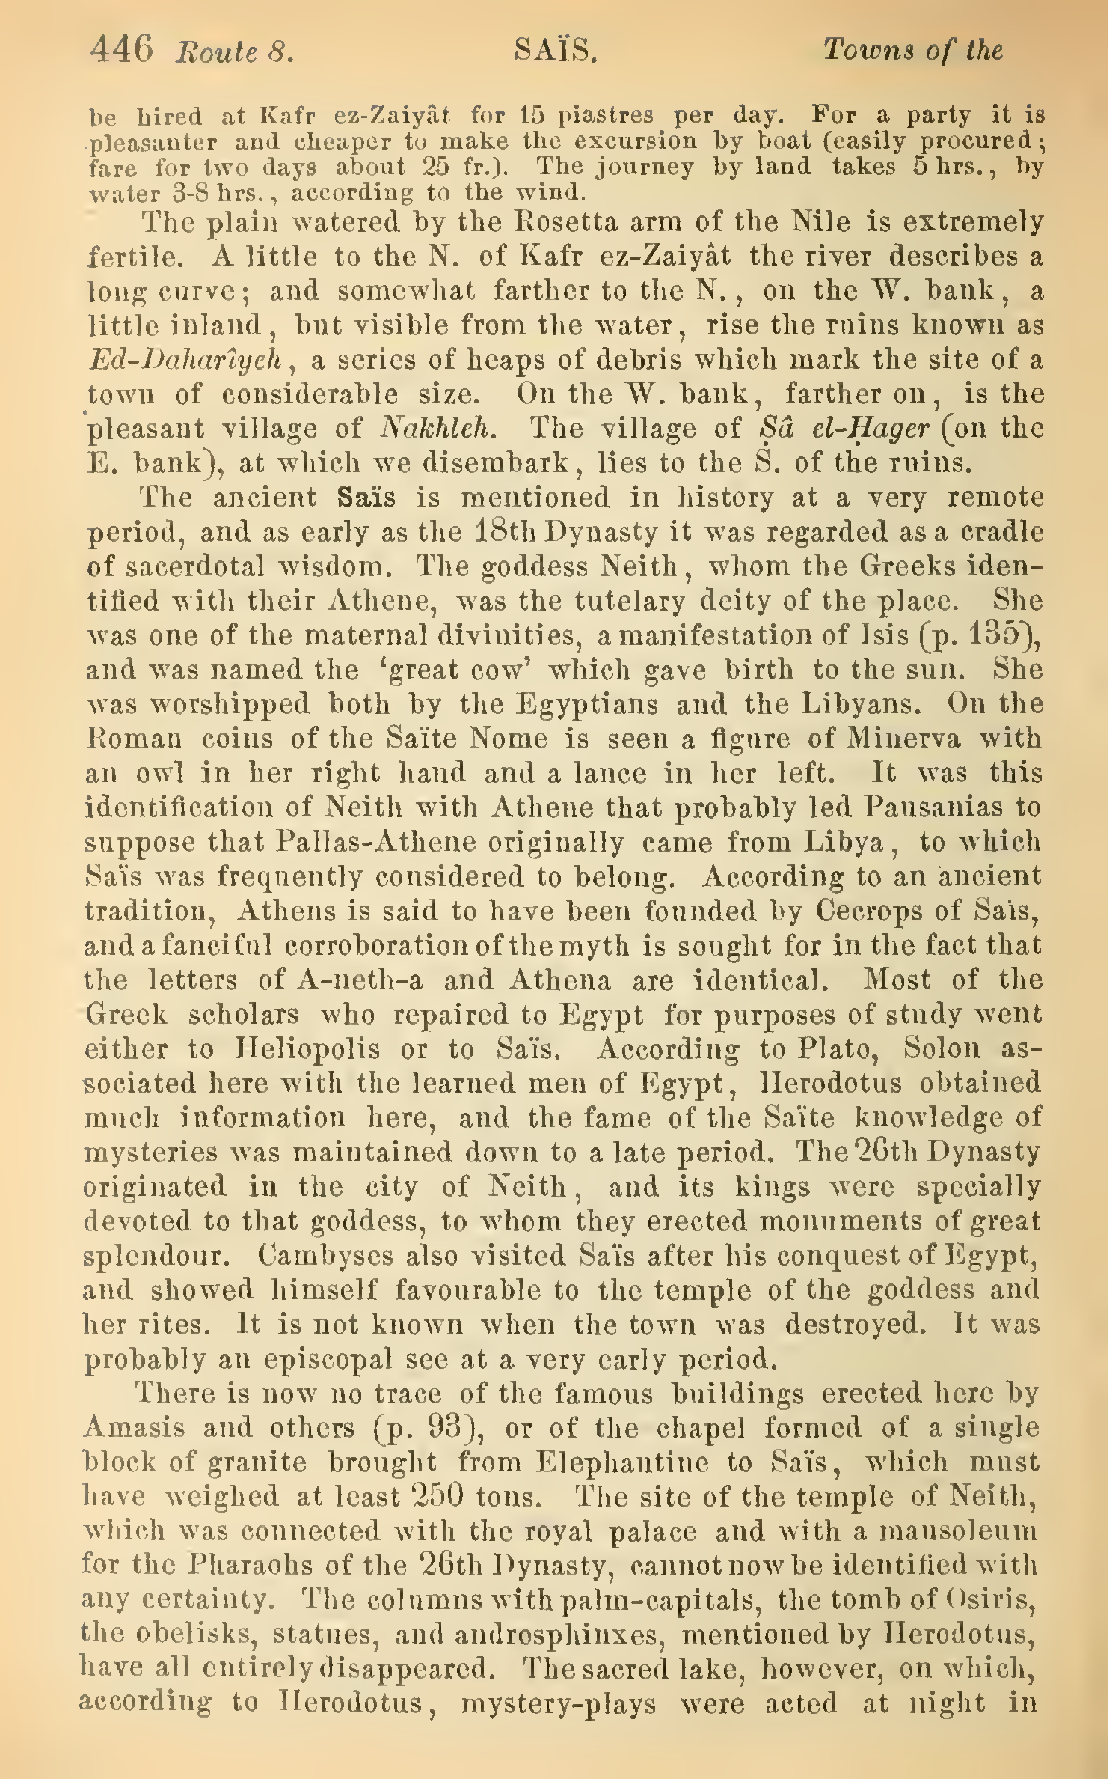 446 Route 8. SAÏS. Towns of the
be hired at Kafr ez-Zaiyât for 15 piastres per day. For a party it is
pleasanter and cheaper to make the excursion by boat (easily procured;
fare for two days about 25 fr.). The journey by land takes 5 hrs., by
water 3-8 hrs., according to the wind.
The plain watered by the Rosetta arm of the Nile is extremely
fertile. A little to the N. of Kafr ez-Zaiyât the river describes a
long curve; and somewhat farther to the N., on the W. bank, a
little inland, but visible from the water, rise the ruins known as
Ed-Daharîyeh, a series of heaps of debris which mark the site of a
town of considerable size. On the W. bank, farther on, is the
pleasant village of Nakhleh. The village of Ṣâ el-Ḥager (on the
E. bank), at which we disembark, lies to the S. of the ruins.
The ancient Saïs is mentioned in history at a very remote
period, and as early as the 18th Dynasty it was regarded as a cradle
of sacerdotal wisdom. The goddess Neith, whom the Greeks iden-
tified with their Athene, was the tutelary deity of the place. She
was one of the maternal divinities, a manifestation of Isis (p. 135),
and was named the ‘great cow’ which gave birth to the sun. She
was worshipped both by the Egyptians and the Libyans. On the
Roman coins of the Saïte Nome is seen a figure of Minerva with
an owl in her right hand and a lance in her left. It was this
identification of Neith with Athene that probably led Pausanias to
suppose that Pallas-Athene originally came from Libya, to which
Saïs was frequently considered to belong. According to an ancient
tradition, Athens is said to have been founded by Cecrops of Saïs,
and a fanciful corroboration of the myth is sought for in the fact that
the letters of A-neth-a and Athena are identical. Most of the
Greek scholars who repaired to Egypt for purposes of study went
either to Heliopolis or to Saïs. According to Plato, Solon as-
sociated here with the learned men of Egypt, Herodotus obtained
much information here, and the fame of the Saïte knowledge of
mysteries was maintained down to a late period. The 26th Dynasty
originated in the city of Neith, and its kings were specially
devoted to that goddess, to whom they erected monuments of great
splendour. Cambyses also visited Saïs after his conquest of Egypt,
and showed himself favourable to the temple of the goddess and
her rites. It is not known when the town was destroyed. It was
probably an episcopal see at a very early period.
There is now no trace of the famous buildings erected here by
Amasis and others (p. 93), or of the chapel formed of a single
block of granite brought from Elephantine to Saïs, which must
have weighed at least 250 tons. The site of the temple of Neith,
which was connected with the royal palace and with a mausoleum
for the Pharaohs of the 26th Dynasty, cannot now be identified with
any certainty. The columns with palm-capitals, the tomb of Osiris,
the obelisks, statues, and androsphinxes, mentioned by Herodotus,
have all entirely disappeared. The sacred lake, however, on which,
according to Herodotus, mystery-plays were acted at night in